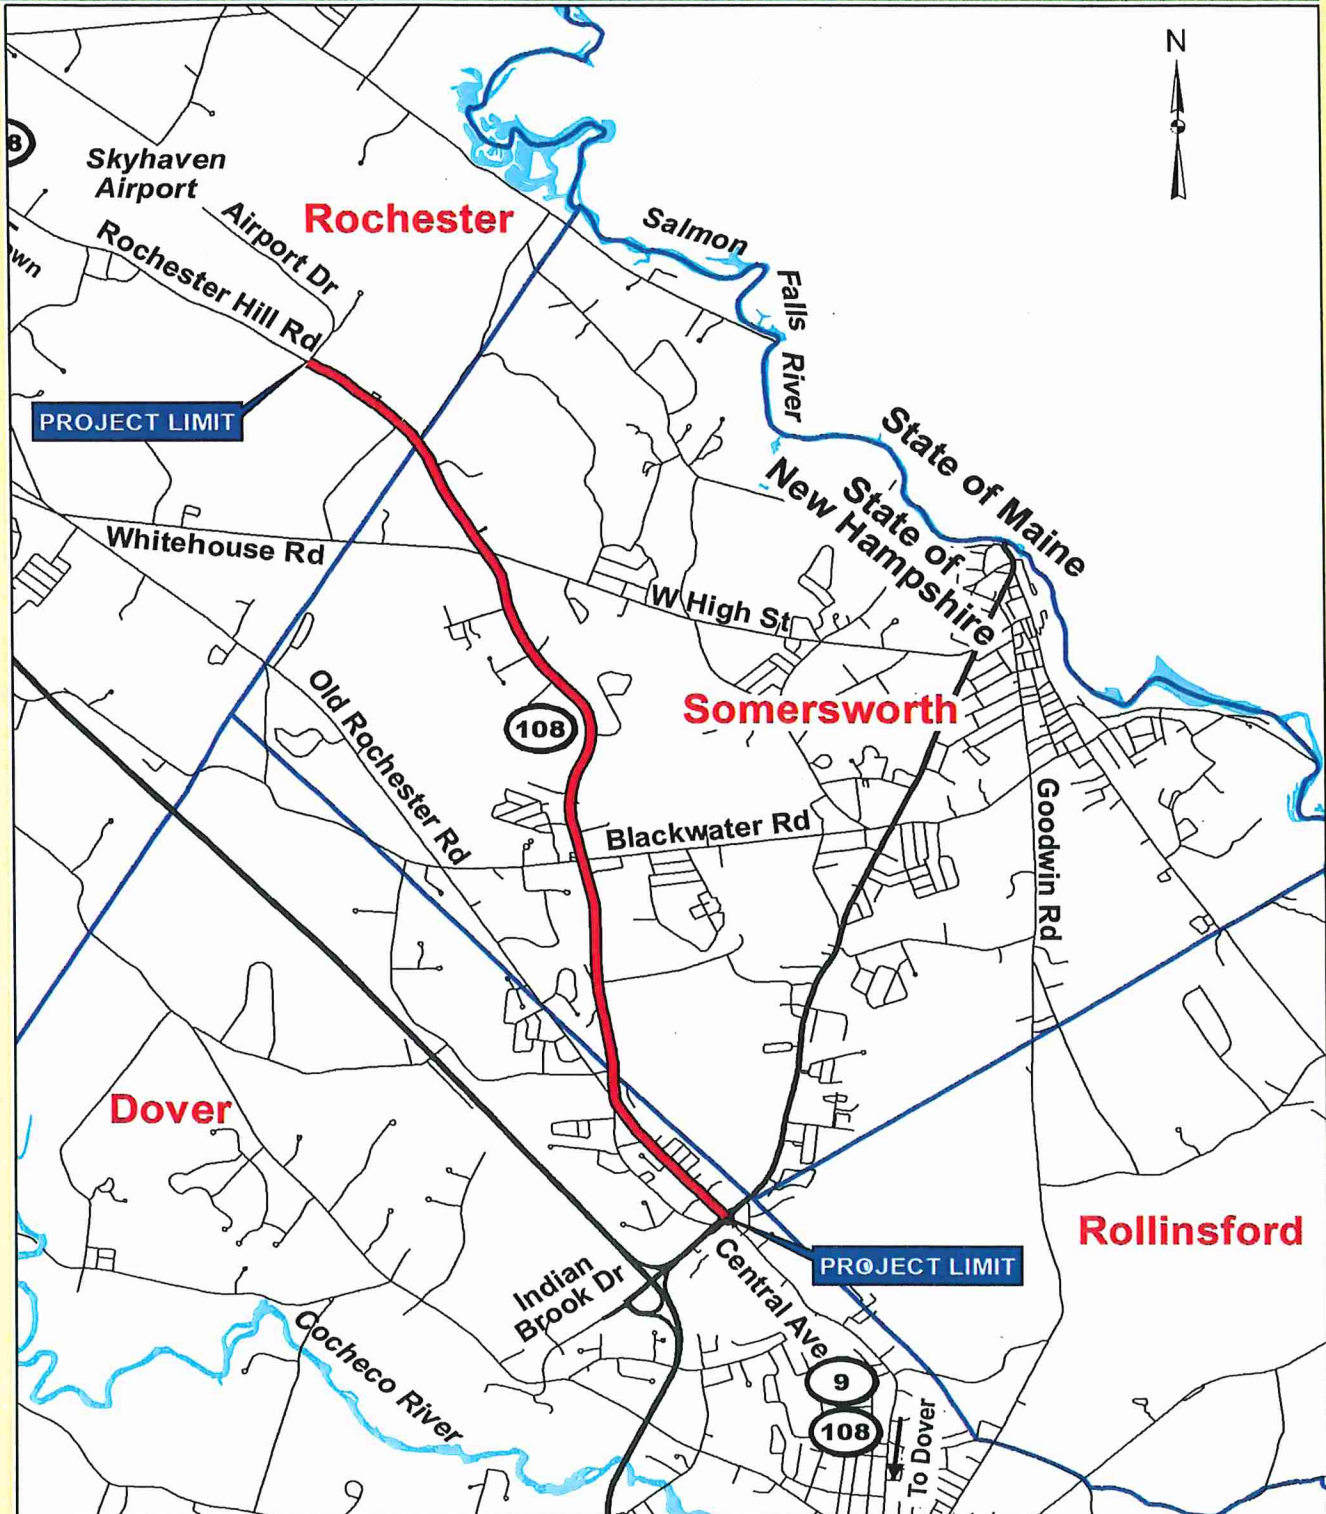 N
8
Skyhaven
Airport
Rochester
Airport Dr
Rochester Hill Rd
own
Salmon
Falls
River
PROJECT LIMIT
State of Maine
State of
New Hampshire
Whitehouse Rd
W High St
Old Rochester Rd
108
Somersworth
Blackwater Rd
Goodwin Rd
Dover
Rollinsford
PROJECT LIMIT
Indian
Brook Dr
Central Ave
Cocheco River
9
108
To Dover